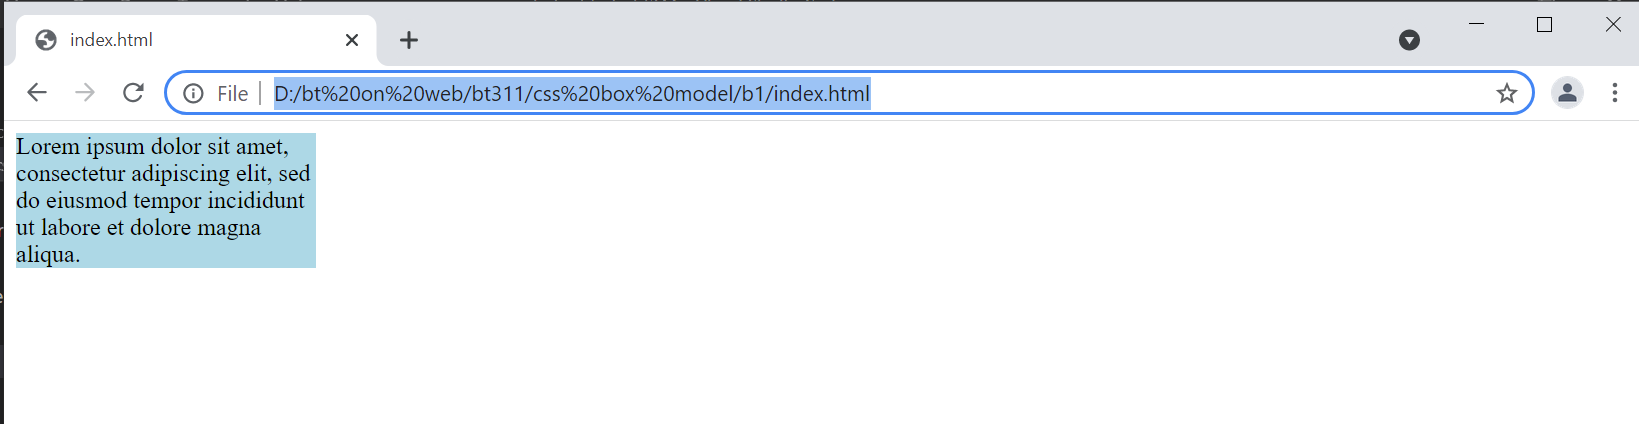 index.html
File
D:/bt%20on%20web/bt311/css%20box%20model/b1/index.html
Lorem ipsum dolor sit amet,
consectetur adipiscing elit, sed
do eiusmod tempor incididunt
ut labore et dolore magna
aliqua.